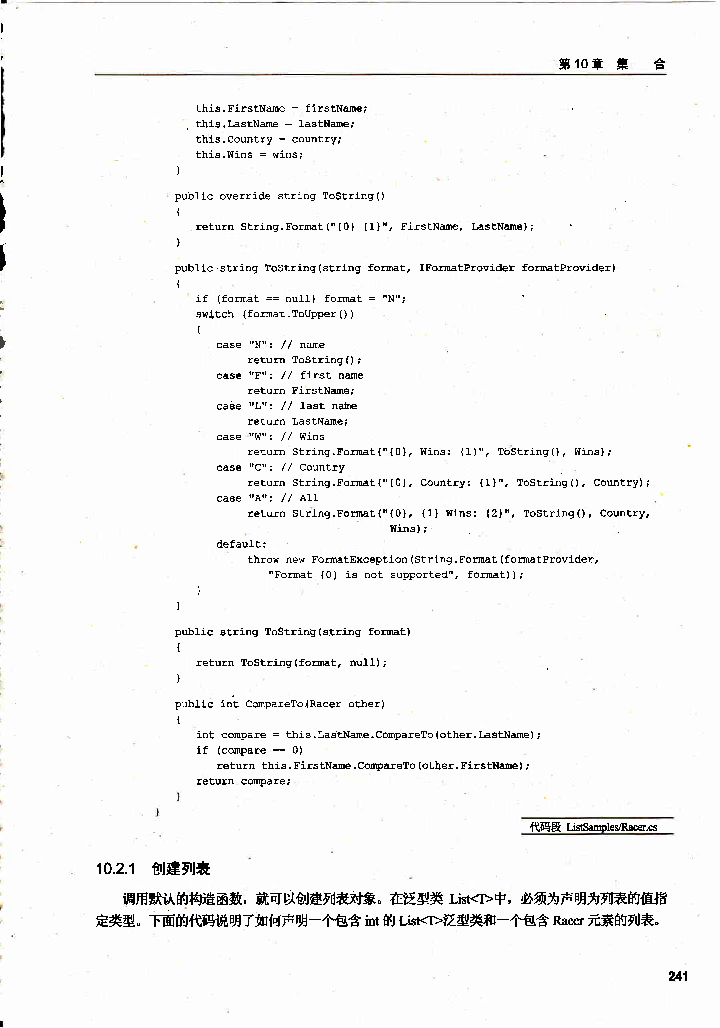 第10章 集 合
this.FirstName = firstName;
this.LastName = lastName;
this.Country = country;
this.Wins = wins;
}
public override string ToString()
{
return String.Format("{0} {1}", FirstName, LastName);
}
public string ToString(string format, IFormatProvider formatProvider)
{
if (format == null) format = "N";
switch (format.ToUpper())
{
case "N": // name
return ToString();
case "F": // first name
return FirstName;
case "L": // last name
return LastName;
case "W": // Wins
return String.Format("{0}, Wins: {1}", ToString(), Wins);
case "C": // Country
return String.Format("{0}, Country: {1}", ToString(), Country);
case "A": // All
return String.Format("{0}, {1} Wins: {2}", ToString(), Country,
Wins);
default:
throw new FormatException(String.Format(formatProvider,
"Format {0} is not supported", format));
}
}
public string ToString(string format)
{
return ToString(format, null);
}
public int CompareTo(Racer other)
{
int compare = this.LastName.CompareTo(other.LastName);
if (compare == 0)
return this.FirstName.CompareTo(other.FirstName);
return compare;
}
}
代码段 ListSamples/Racer.cs
10.2.1 创建列表
调用默认的构造函数，就可以创建列表对象。在泛型类 List<T>中，必须为声明为列表的值指
定类型。下面的代码说明了如何声明一个包含 int 的 List<T>泛型类和一个包含 Racer 元素的列表。
241